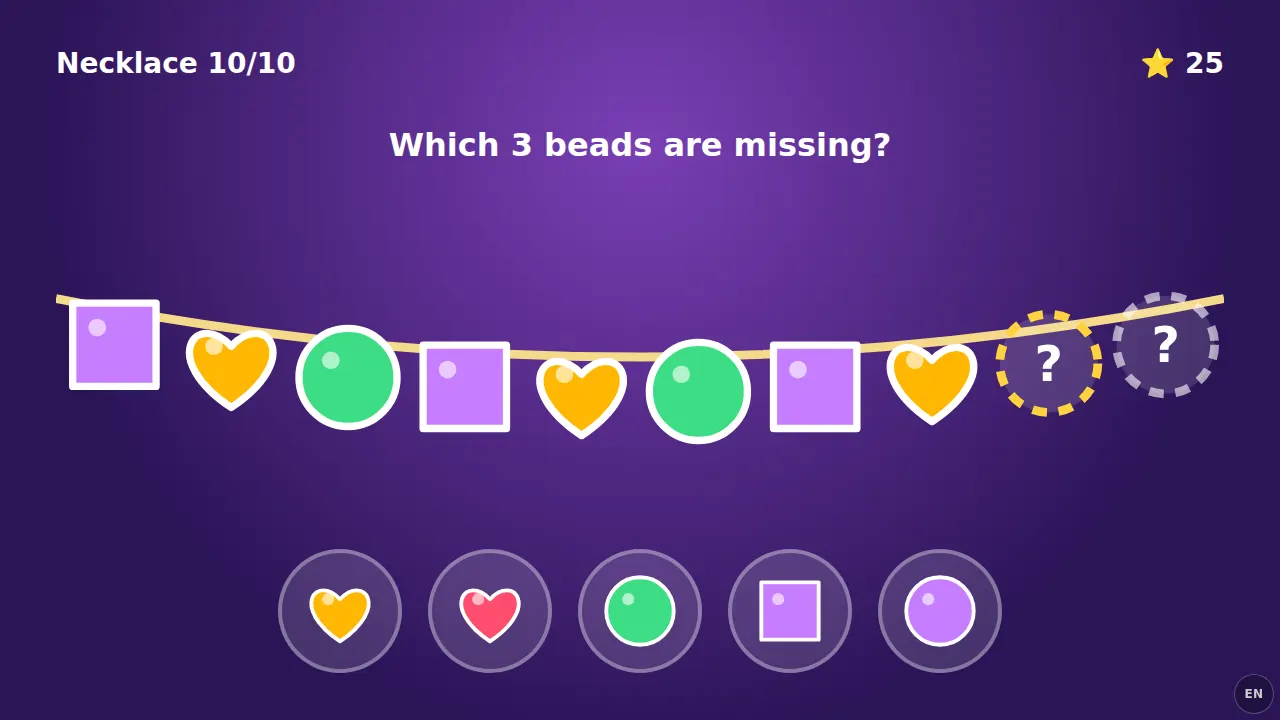 Necklace 10/10
⭐ 25
Which 3 beads are missing?
?
?
EN